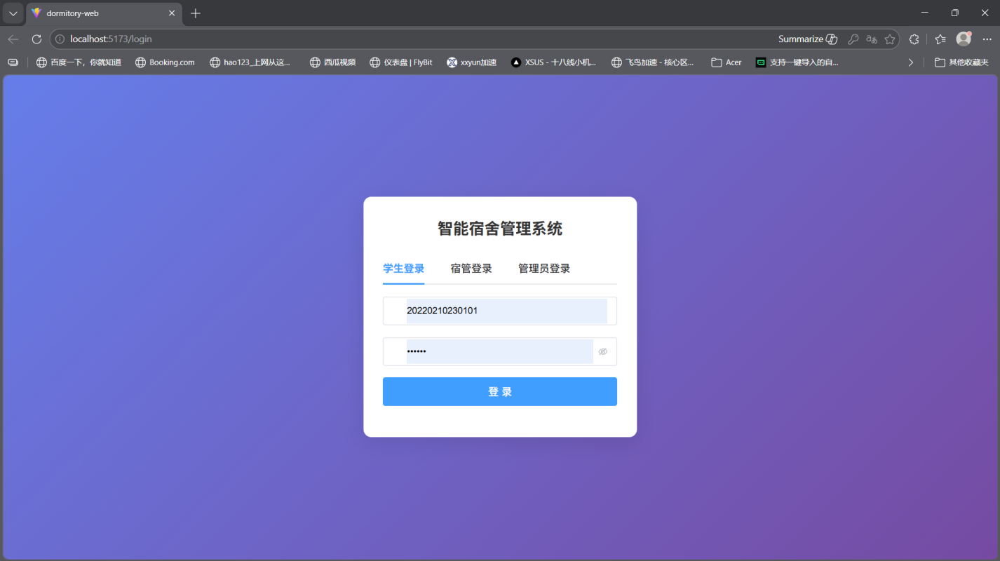 dormitory-web
localhost:5173/login
Summarize
百度一下，你就知道
Booking.com
hao123_上网从这...
西瓜视频
仪表盘 | FlyBit
xxyun加速
XSUS - 十八线小机...
飞鸟加速 - 核心区...
Acer
支持一键导入的自...
其他收藏夹
智能宿舍管理系统
学生登录 宿管登录 管理员登录
20220210230101
••••••
登 录